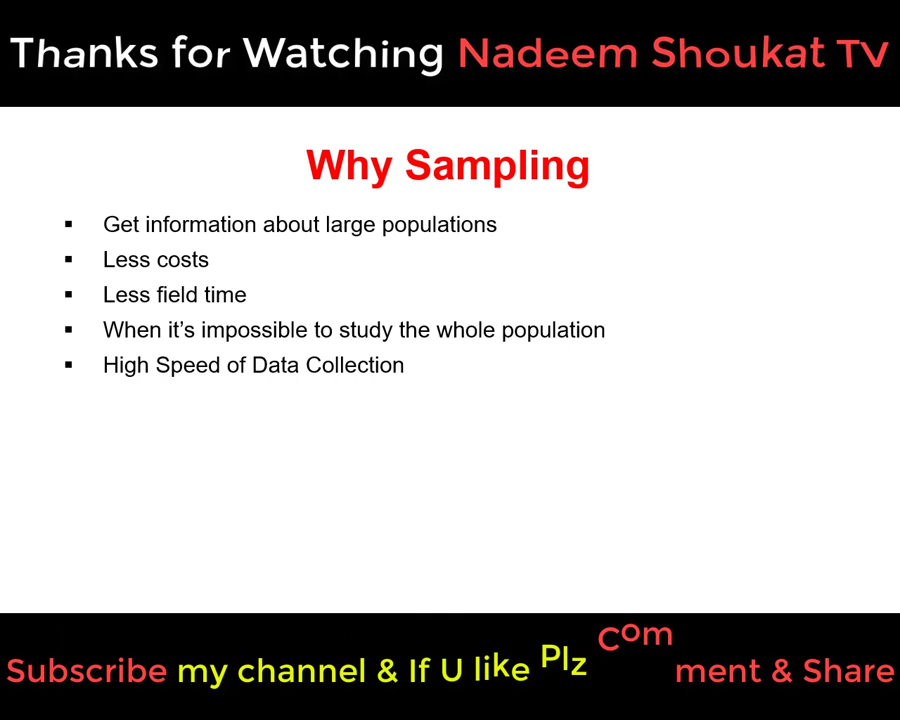 Thanks for Watching Nadeem Shoukat TV
Why Sampling
▪ Get information about large populations
▪ Less costs
▪ Less field time
▪ When it’s impossible to study the whole population
▪ High Speed of Data Collection
Subscribe my channel & If U like Plz Comment & Share